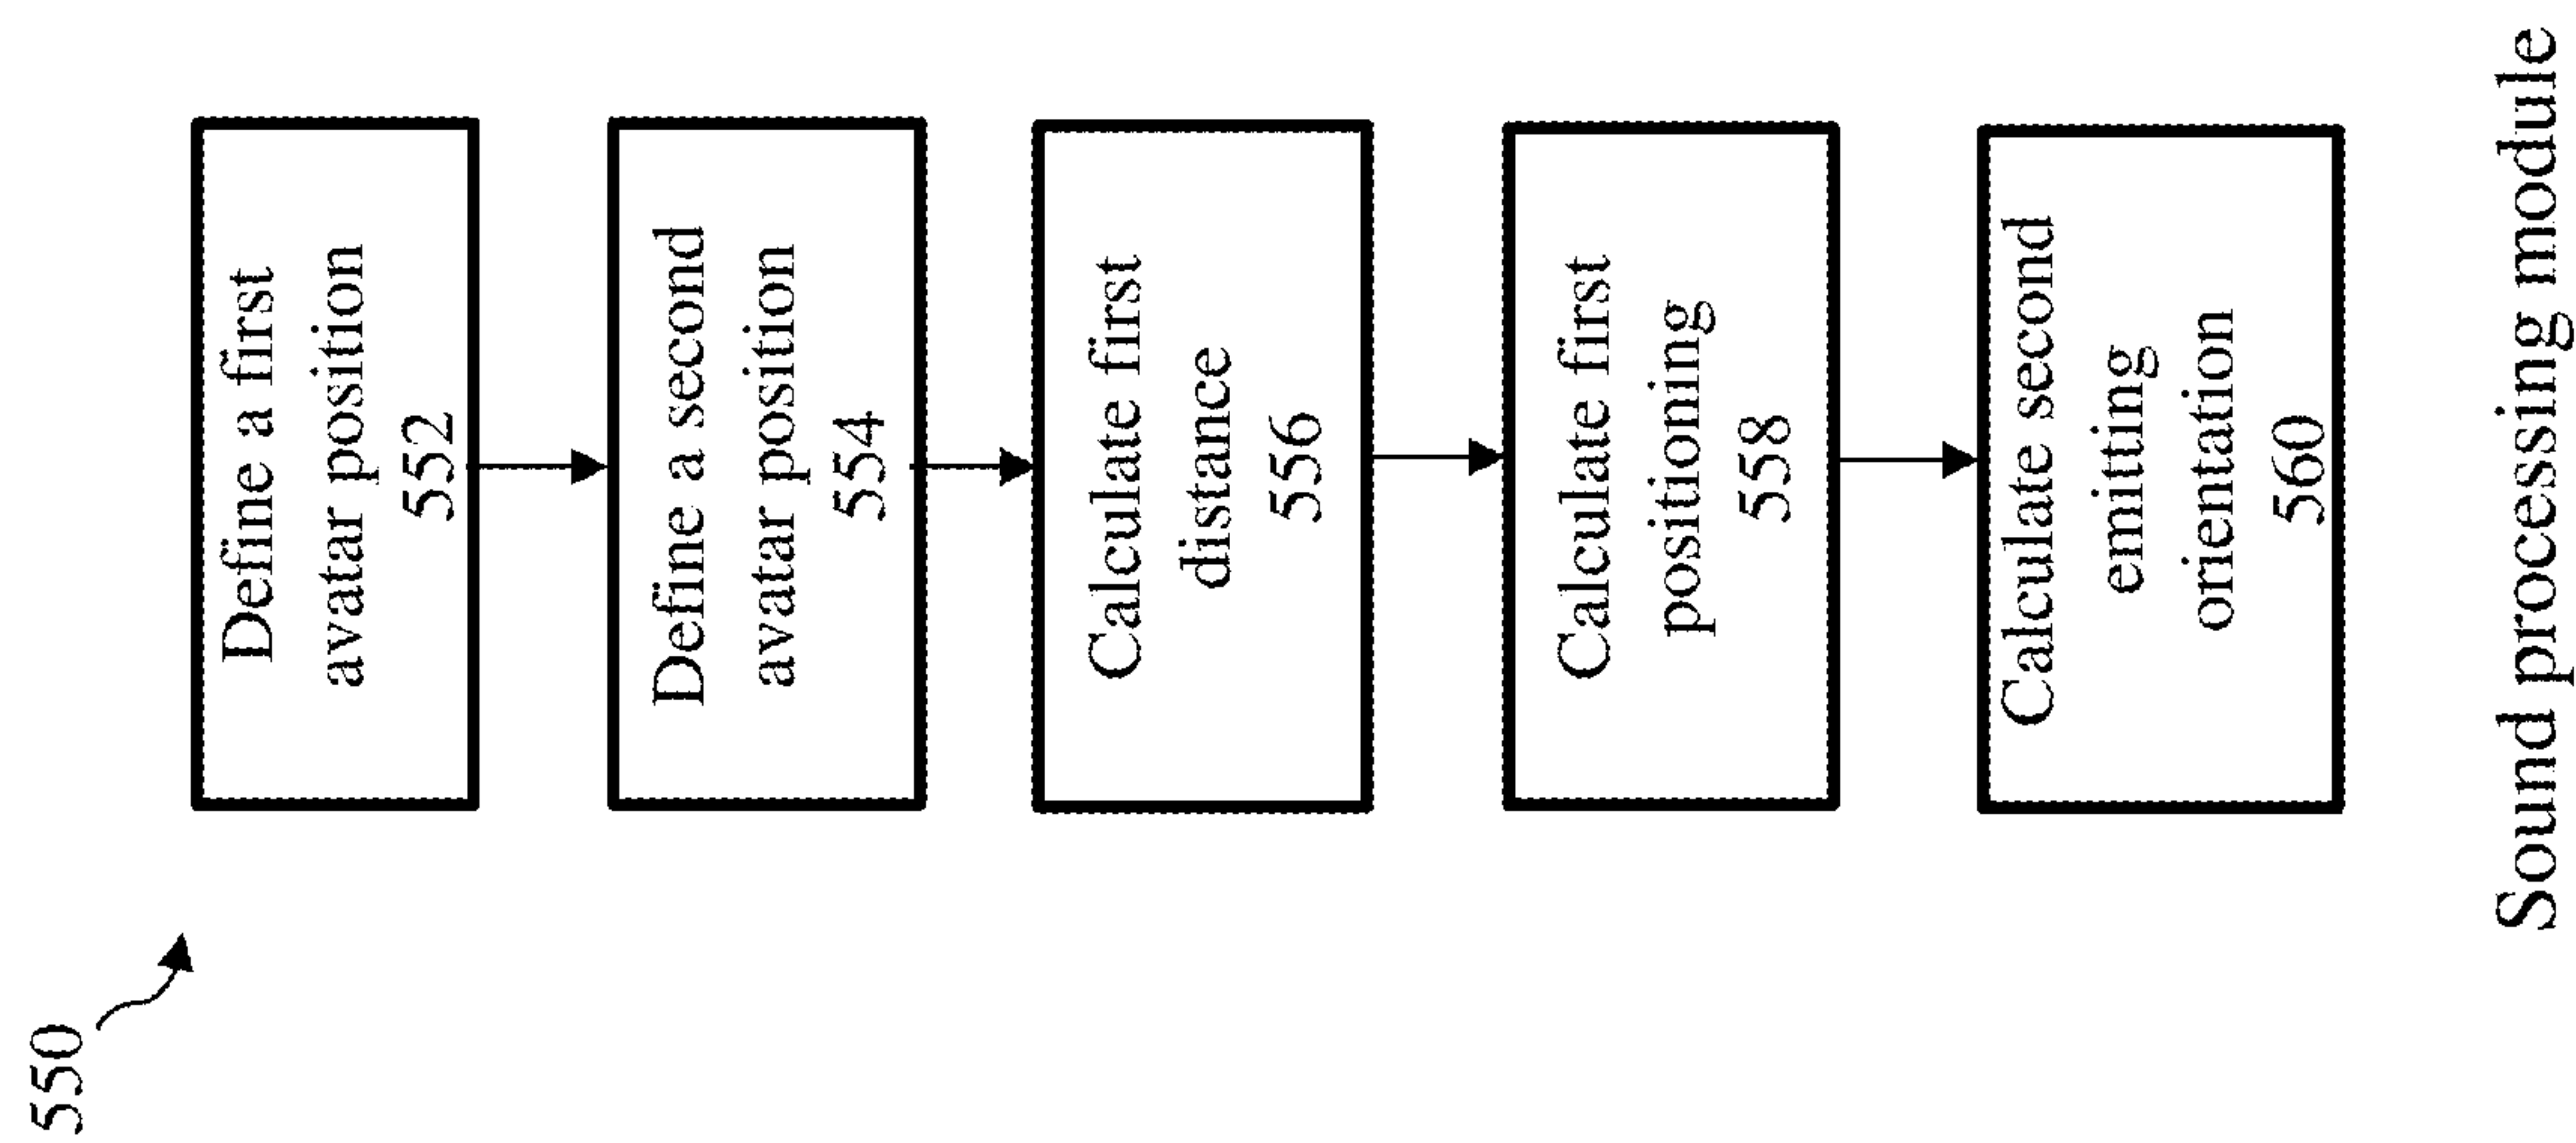 550
Define a first
avatar position
552
Define a second
avatar position
554
Calculate first
distance
556
Calculate first
positioning
558
Calculate second
emitting
orientation
560
Sound processing module